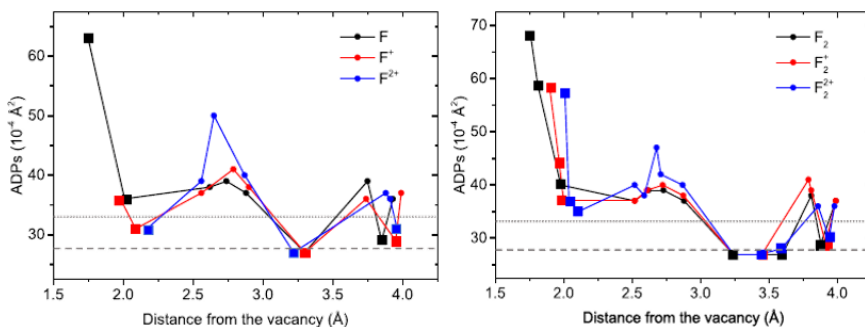 60
50
40
30
ADPs (10⁻⁴ Å²)
F
F⁺
F²⁺
1.5 2.0 2.5 3.0 3.5 4.0
Distance from the vacancy (Å)
70
60
50
40
30
ADPs (10⁻⁴ Å²)
F₂
F₂⁺
F₂²⁺
1.5 2.0 2.5 3.0 3.5 4.0
Distance from the vacancy (Å)